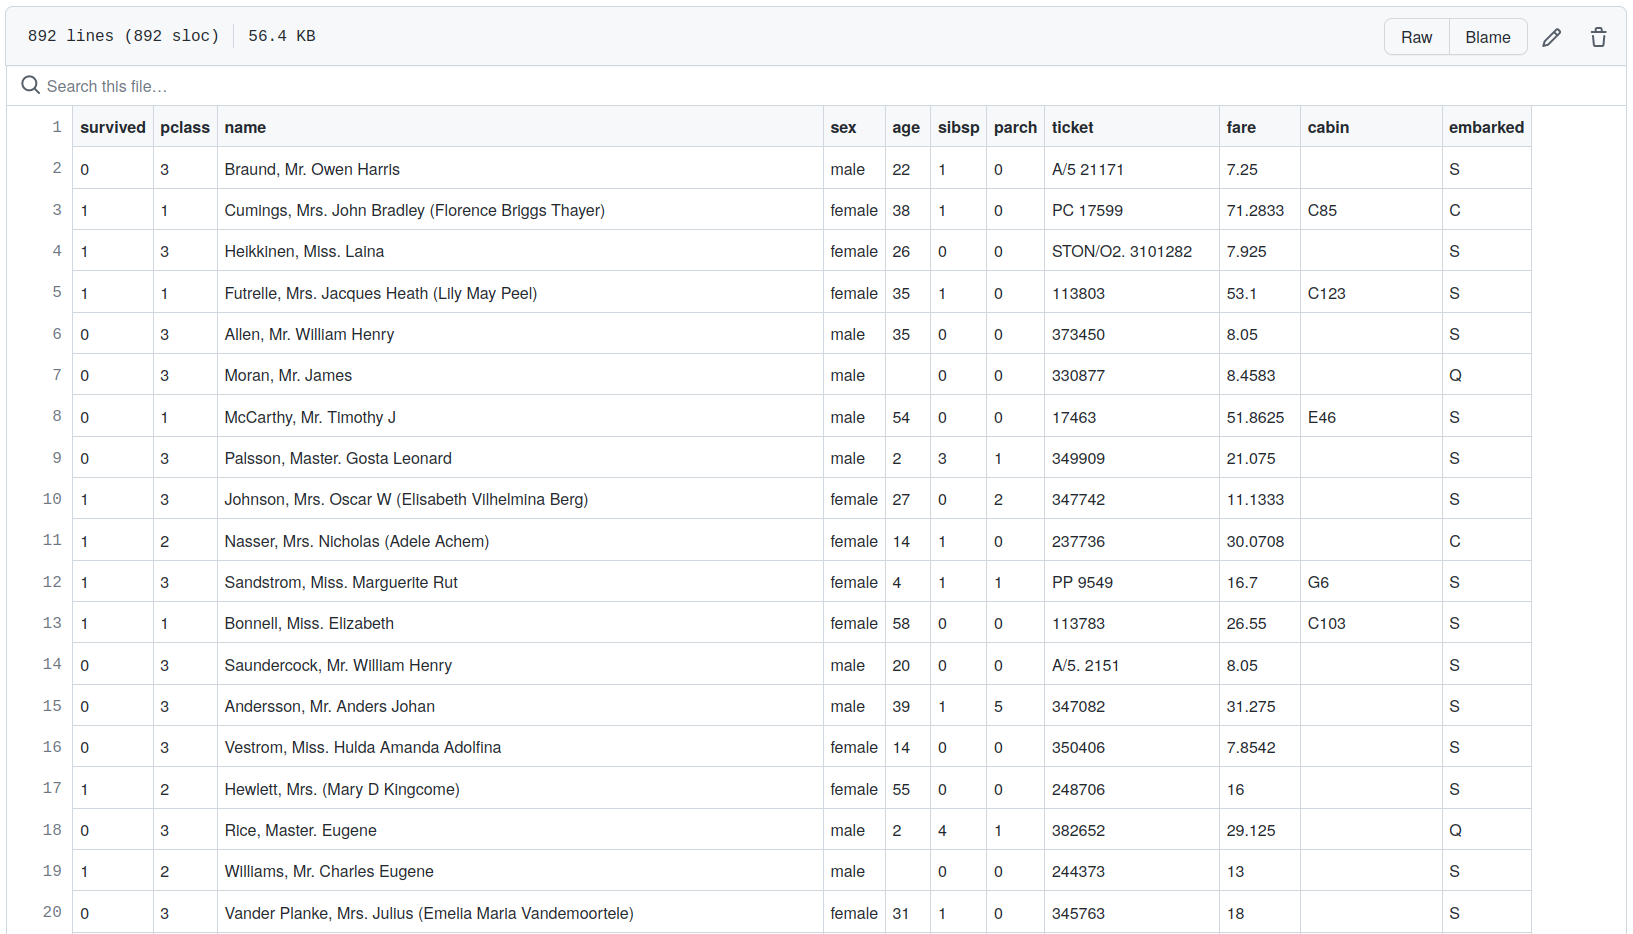 892 lines (892 sloc) 56.4 KB Raw Blame
Search this file…
1 survived pclass name sex age sibsp parch ticket fare cabin embarked
2 0 3 Braund, Mr. Owen Harris male 22 1 0 A/5 21171 7.25 S
3 1 1 Cumings, Mrs. John Bradley (Florence Briggs Thayer) female 38 1 0 PC 17599 71.2833 C85 C
4 1 3 Heikkinen, Miss. Laina female 26 0 0 STON/O2. 3101282 7.925 S
5 1 1 Futrelle, Mrs. Jacques Heath (Lily May Peel) female 35 1 0 113803 53.1 C123 S
6 0 3 Allen, Mr. William Henry male 35 0 0 373450 8.05 S
7 0 3 Moran, Mr. James male 0 0 330877 8.4583 Q
8 0 1 McCarthy, Mr. Timothy J male 54 0 0 17463 51.8625 E46 S
9 0 3 Palsson, Master. Gosta Leonard male 2 3 1 349909 21.075 S
10 1 3 Johnson, Mrs. Oscar W (Elisabeth Vilhelmina Berg) female 27 0 2 347742 11.1333 S
11 1 2 Nasser, Mrs. Nicholas (Adele Achem) female 14 1 0 237736 30.0708 C
12 1 3 Sandstrom, Miss. Marguerite Rut female 4 1 1 PP 9549 16.7 G6 S
13 1 1 Bonnell, Miss. Elizabeth female 58 0 0 113783 26.55 C103 S
14 0 3 Saundercock, Mr. William Henry male 20 0 0 A/5. 2151 8.05 S
15 0 3 Andersson, Mr. Anders Johan male 39 1 5 347082 31.275 S
16 0 3 Vestrom, Miss. Hulda Amanda Adolfina female 14 0 0 350406 7.8542 S
17 1 2 Hewlett, Mrs. (Mary D Kingcome) female 55 0 0 248706 16 S
18 0 3 Rice, Master. Eugene male 2 4 1 382652 29.125 Q
19 1 2 Williams, Mr. Charles Eugene male 0 0 244373 13 S
20 0 3 Vander Planke, Mrs. Julius (Emelia Maria Vandemoortele) female 31 1 0 345763 18 S